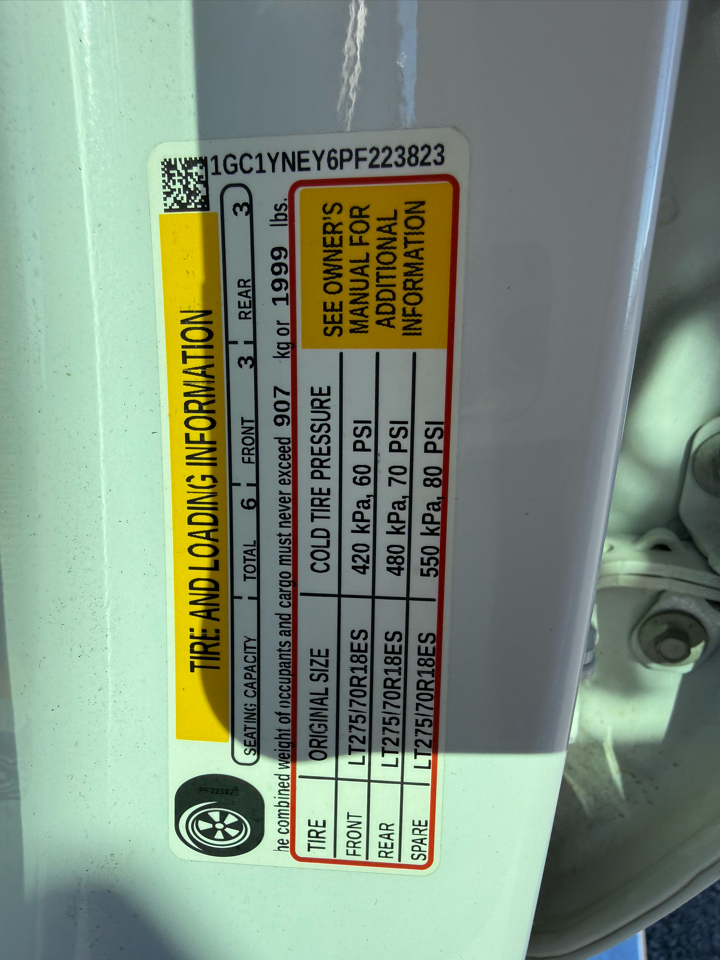 1GC1YNEY6PF223823
TIRE AND LOADING INFORMATION
SEATING CAPACITY TOTAL 6 FRONT 3 REAR 3
he combined weight of occupants and cargo must never exceed 907 kg or 1999 lbs.
TIRE ORIGINAL SIZE COLD TIRE PRESSURE
FRONT LT275/70R18ES 420 kPa, 60 PSI
REAR LT275/70R18ES 480 kPa, 70 PSI
SPARE LT275/70R18ES 550 kPa, 80 PSI
SEE OWNER'S
MANUAL FOR
ADDITIONAL
INFORMATION